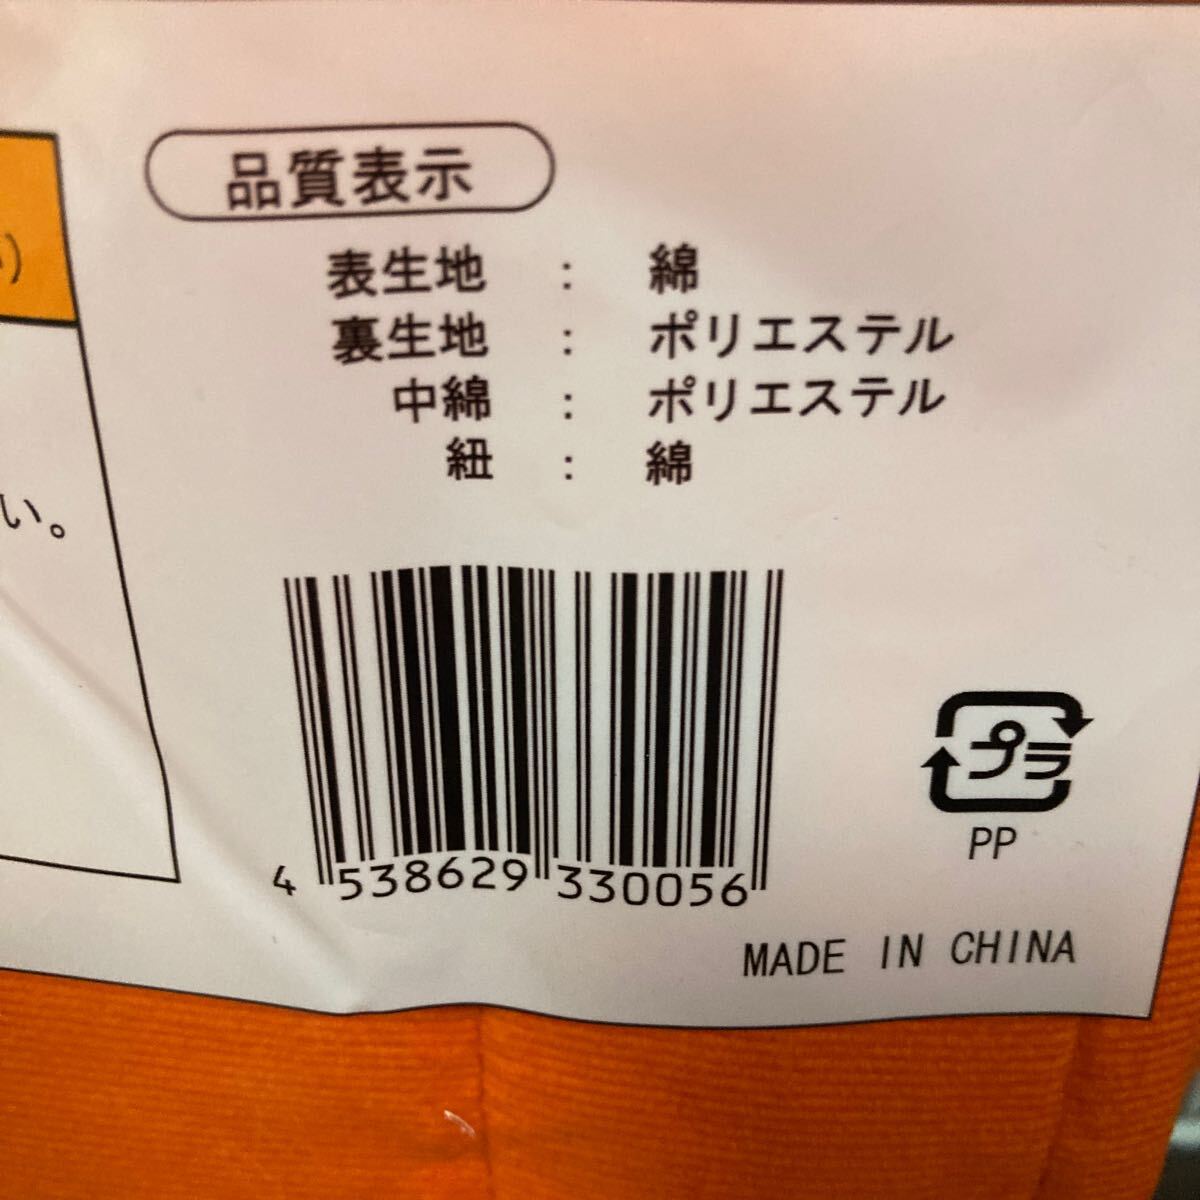 品質表示
表生地 : 綿
裏生地 : ポリエステル
中綿 : ポリエステル
紐 : 綿
い。
4 538629 330056
プラ
PP
MADE IN CHINA